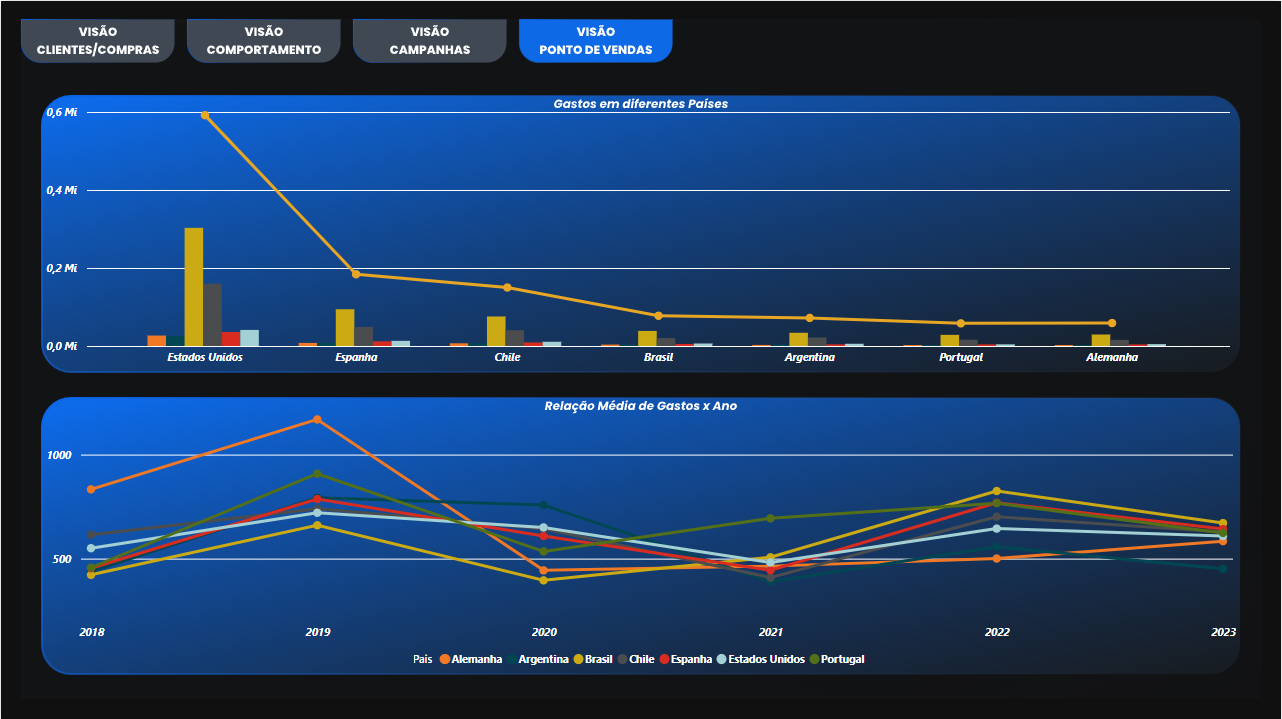 VISÃO
CLIENTES/COMPRAS
VISÃO
COMPORTAMENTO
VISÃO
CAMPANHAS
VISÃO
PONTO DE VENDAS
Gastos em diferentes Países
0,6 Mi
0,4 Mi
0,2 Mi
0,0 Mi
Estados Unidos Espanha Chile Brasil Argentina Portugal Alemanha
Relação Média de Gastos x Ano
1000
500
2018 2019 2020 2021 2022 2023
País Alemanha Argentina Brasil Chile Espanha Estados Unidos Portugal